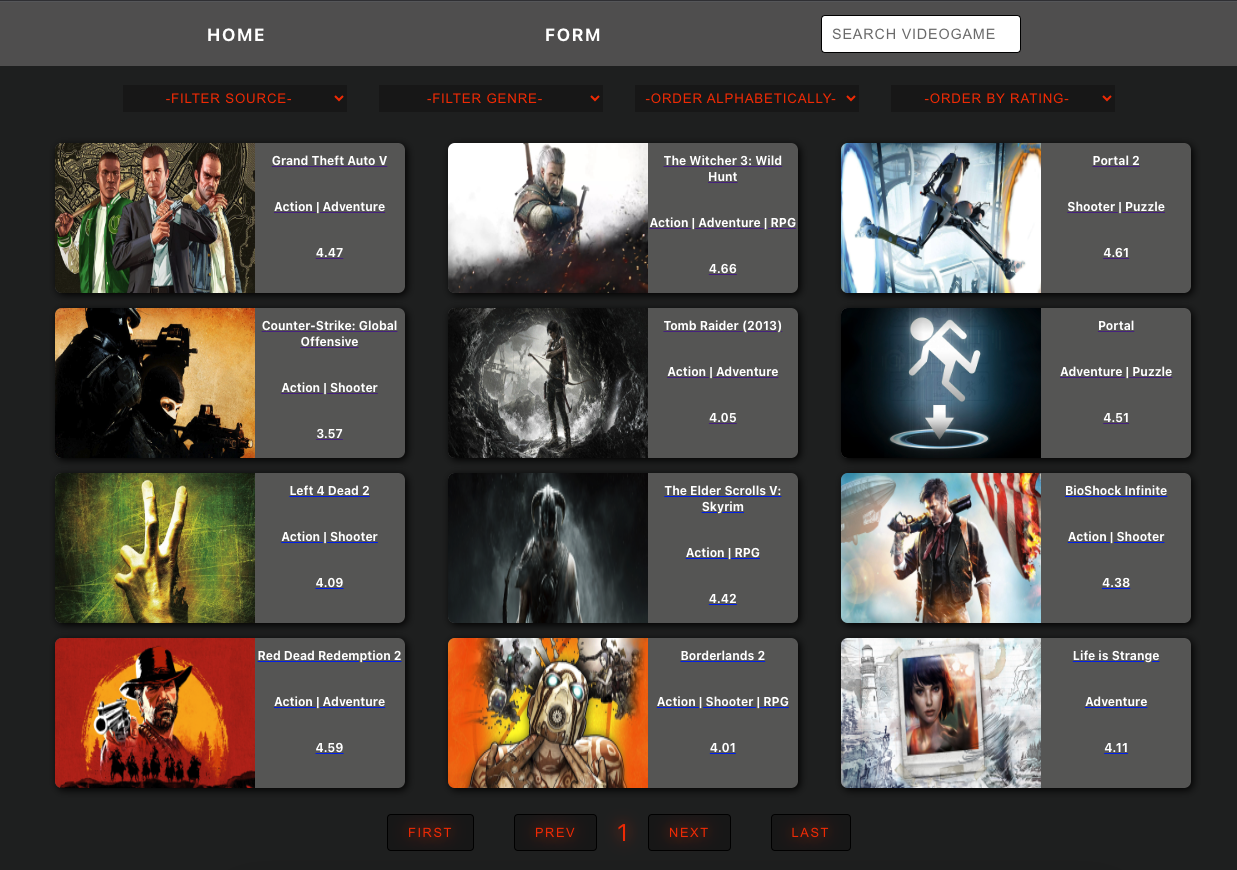 HOME
FORM
SEARCH VIDEOGAME
-FILTER SOURCE-
-FILTER GENRE-
-ORDER ALPHABETICALLY-
-ORDER BY RATING-
Grand Theft Auto V
Action | Adventure
4.47
The Witcher 3: Wild
Hunt
Action | Adventure | RPG
4.66
Portal 2
Shooter | Puzzle
4.61
Counter-Strike: Global
Offensive
Action | Shooter
3.57
Tomb Raider (2013)
Action | Adventure
4.05
Portal
Adventure | Puzzle
4.51
Left 4 Dead 2
Action | Shooter
4.09
The Elder Scrolls V:
Skyrim
Action | RPG
4.42
BioShock Infinite
Action | Shooter
4.38
Red Dead Redemption 2
Action | Adventure
4.59
Borderlands 2
Action | Shooter | RPG
4.01
Life is Strange
Adventure
4.11
FIRST
PREV
1
NEXT
LAST